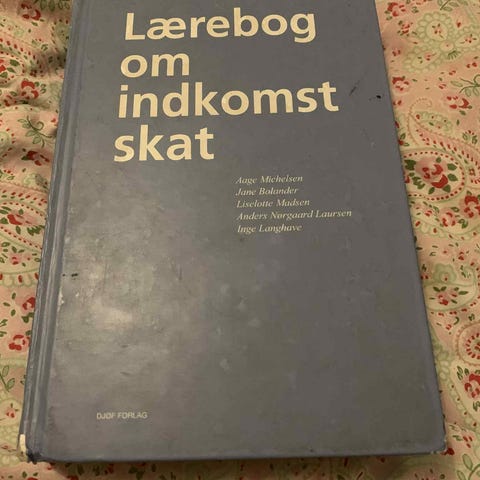 Lærebog
om
indkomst
skat
Aage Michelsen
Jane Bolander
Liselotte Madsen
Anders Nørgaard Laursen
Inge Langhave
DJØF FORLAG